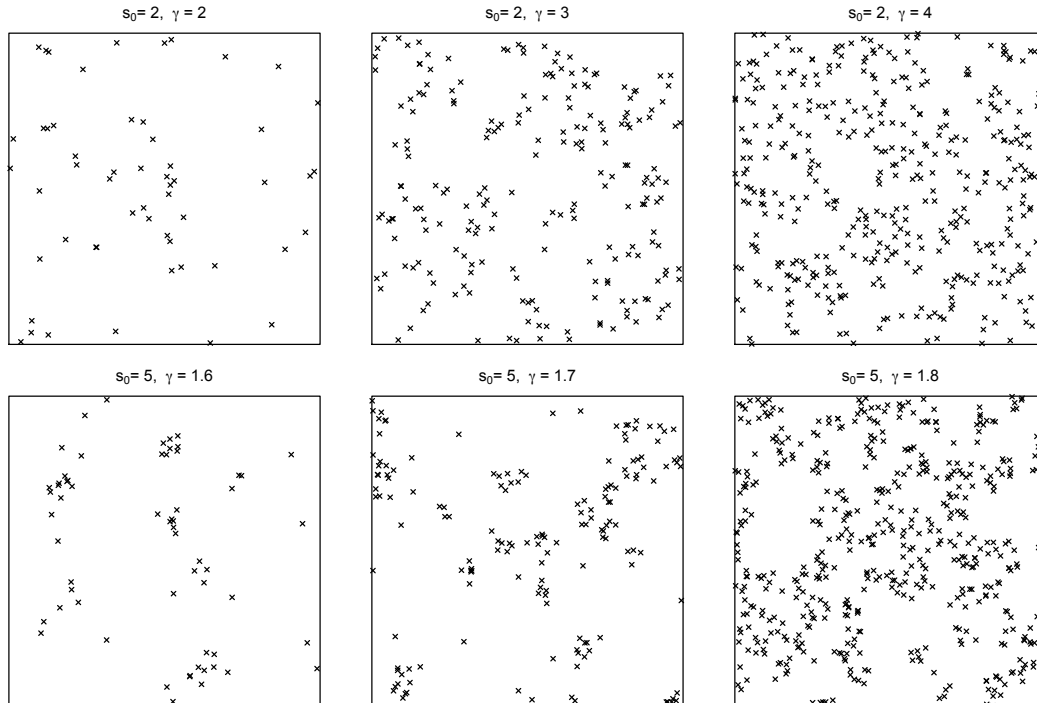 s₀= 2, γ = 2
s₀= 2, γ = 3
s₀= 2, γ = 4
s₀= 5, γ = 1.6
s₀= 5, γ = 1.7
s₀= 5, γ = 1.8